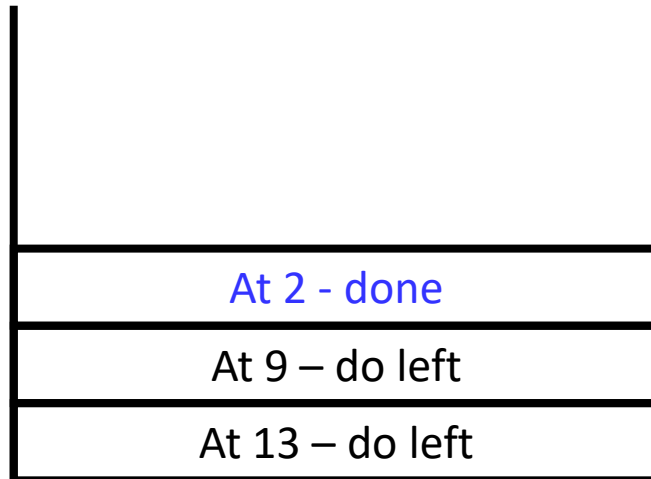 At 2 - done
At 9 – do left
At 13 – do left